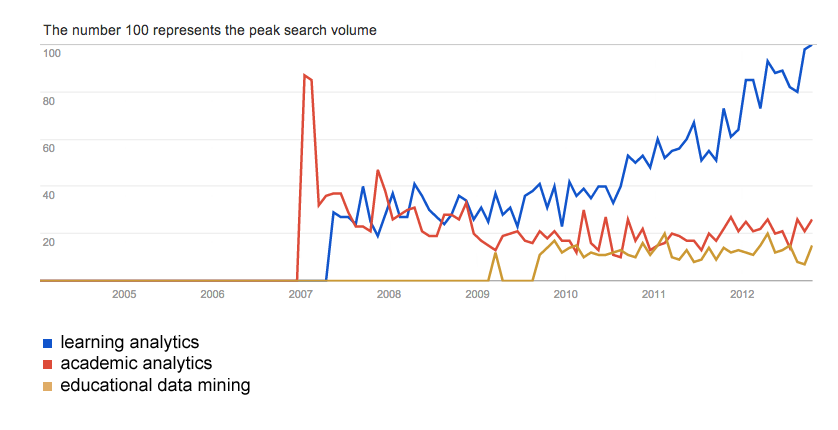 The number 100 represents the peak search volume
100
80
60
40
20
2005 2006 2007 2008 2009 2010 2011 2012
learning analytics
academic analytics
educational data mining